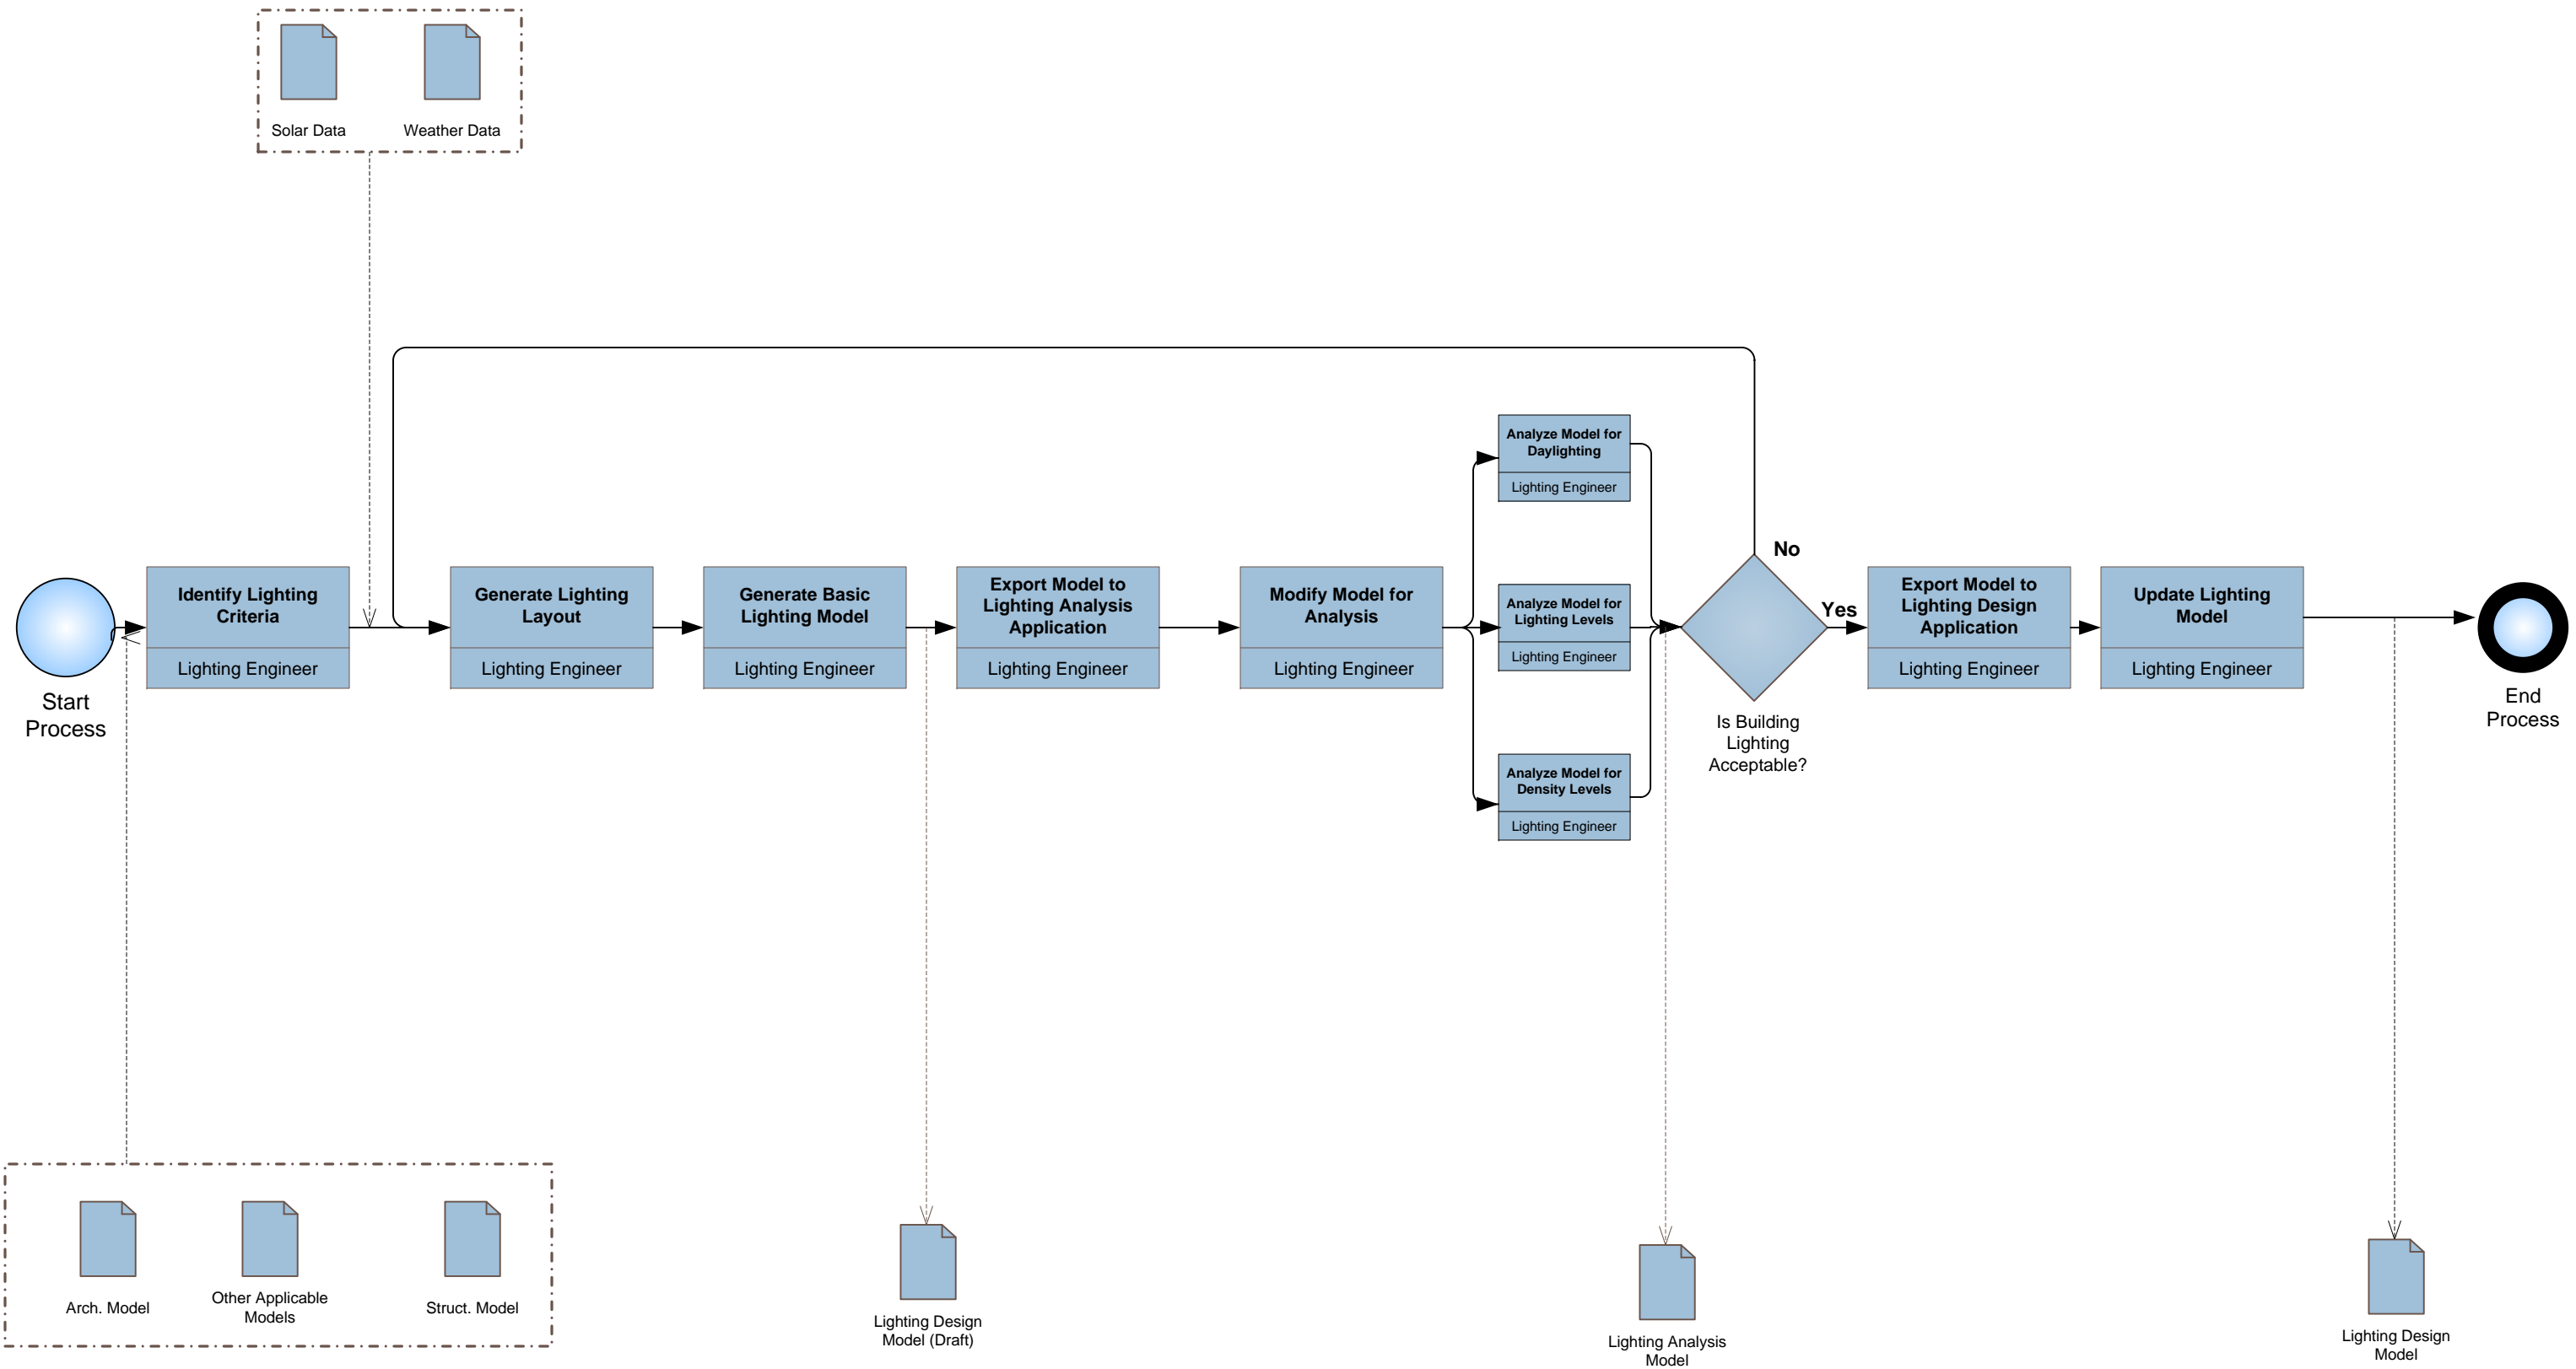 Solar Data
Weather Data
Start
Process
Identify Lighting
Criteria
Lighting Engineer
Generate Lighting
Layout
Lighting Engineer
Generate Basic
Lighting Model
Lighting Engineer
Export Model to
Lighting Analysis
Application
Lighting Engineer
Modify Model for
Analysis
Lighting Engineer
Analyze Model for
Daylighting
Lighting Engineer
Analyze Model for
Lighting Levels
Lighting Engineer
Analyze Model for
Density Levels
Lighting Engineer
No
Yes
Is Building
Lighting
Acceptable?
Export Model to
Lighting Design
Application
Lighting Engineer
Update Lighting
Model
Lighting Engineer
End
Process
Arch. Model
Other Applicable
Models
Struct. Model
Lighting Design
Model (Draft)
Lighting Analysis
Model
Lighting Design
Model